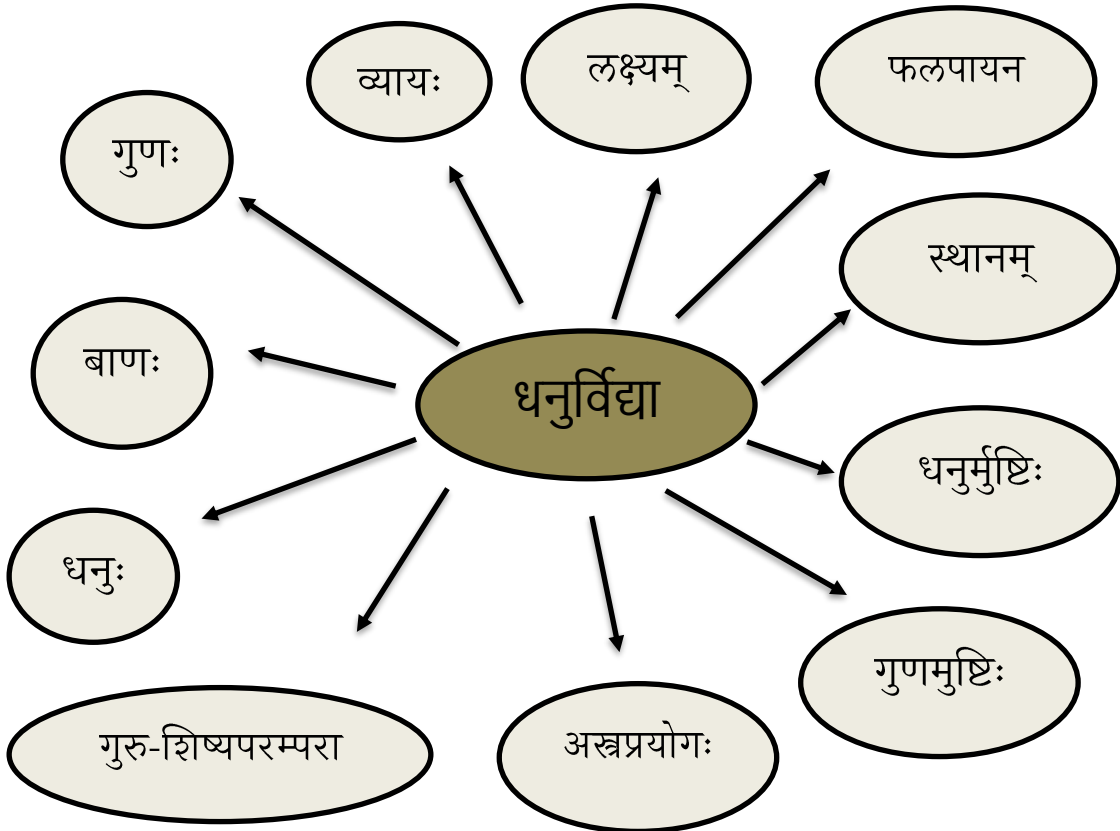 व्यायः
लक्ष्यम्
फलपायन
गुणः
स्थानम्
बाणः
धनुर्विद्या
धनुर्मुष्टिः
धनुः
गुणमुष्टिः
गुरु-शिष्यपरम्परा
अस्त्रप्रयोगः